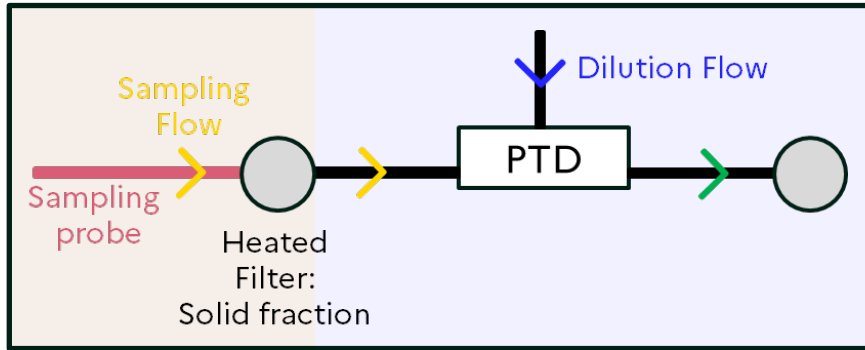 Sampling
Flow
Dilution Flow
PTD
Sampling
probe
Heated
Filter:
Solid fraction